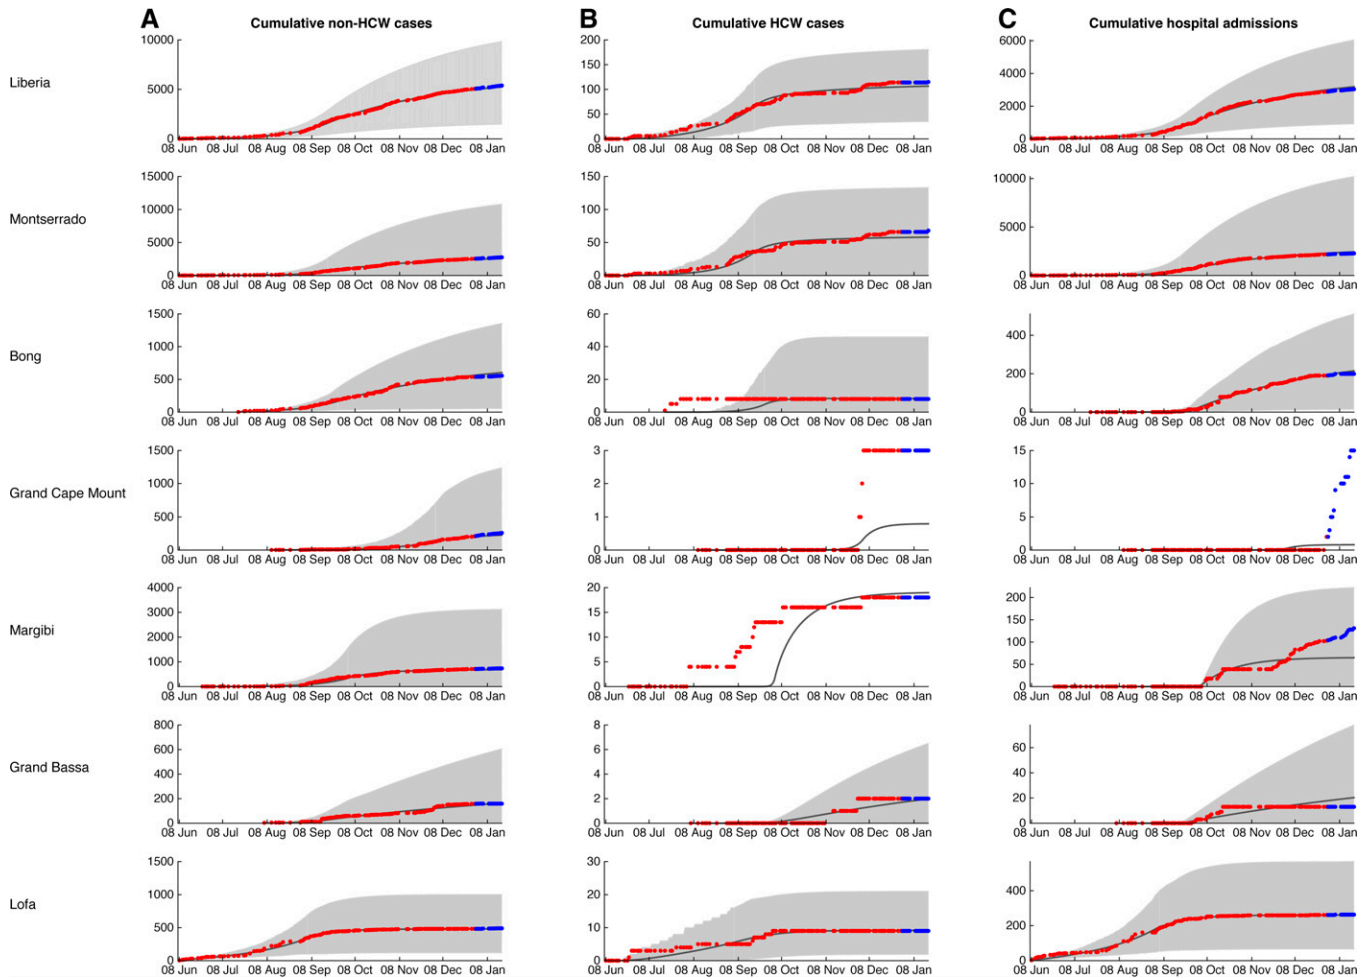 A B C
Cumulative non-HCW cases Cumulative HCW cases Cumulative hospital admissions
Liberia
10000 5000 0
08 Jun 08 Jul 08 Aug 08 Sep 08 Oct 08 Nov 08 Dec 08 Jan
200 150 100 50 0
08 Jun 08 Jul 08 Aug 08 Sep 08 Oct 08 Nov 08 Dec 08 Jan
6000 4000 2000 0
08 Jun 08 Jul 08 Aug 08 Sep 08 Oct 08 Nov 08 Dec 08 Jan
Montserrado
15000 10000 5000 0
08 Jun 08 Jul 08 Aug 08 Sep 08 Oct 08 Nov 08 Dec 08 Jan
150 100 50 0
08 Jun 08 Jul 08 Aug 08 Sep 08 Oct 08 Nov 08 Dec 08 Jan
10000 5000 0
08 Jun 08 Jul 08 Aug 08 Sep 08 Oct 08 Nov 08 Dec 08 Jan
Bong
1500 1000 500 0
08 Jun 08 Jul 08 Aug 08 Sep 08 Oct 08 Nov 08 Dec 08 Jan
60 40 20 0
08 Jun 08 Jul 08 Aug 08 Sep 08 Oct 08 Nov 08 Dec 08 Jan
400 200 0
08 Jun 08 Jul 08 Aug 08 Sep 08 Oct 08 Nov 08 Dec 08 Jan
Grand Cape Mount
1500 1000 500 0
08 Jun 08 Jul 08 Aug 08 Sep 08 Oct 08 Nov 08 Dec 08 Jan
3 2 1 0
08 Jun 08 Jul 08 Aug 08 Sep 08 Oct 08 Nov 08 Dec 08 Jan
15 10 5 0
08 Jun 08 Jul 08 Aug 08 Sep 08 Oct 08 Nov 08 Dec 08 Jan
Margibi
4000 3000 2000 1000 0
08 Jun 08 Jul 08 Aug 08 Sep 08 Oct 08 Nov 08 Dec 08 Jan
20 15 10 5 0
08 Jun 08 Jul 08 Aug 08 Sep 08 Oct 08 Nov 08 Dec 08 Jan
200 150 100 50 0
08 Jun 08 Jul 08 Aug 08 Sep 08 Oct 08 Nov 08 Dec 08 Jan
Grand Bassa
800 600 400 200 0
08 Jun 08 Jul 08 Aug 08 Sep 08 Oct 08 Nov 08 Dec 08 Jan
8 6 4 2 0
08 Jun 08 Jul 08 Aug 08 Sep 08 Oct 08 Nov 08 Dec 08 Jan
60 40 20 0
08 Jun 08 Jul 08 Aug 08 Sep 08 Oct 08 Nov 08 Dec 08 Jan
Lofa
1500 1000 500 0
08 Jun 08 Jul 08 Aug 08 Sep 08 Oct 08 Nov 08 Dec 08 Jan
30 20 10 0
08 Jun 08 Jul 08 Aug 08 Sep 08 Oct 08 Nov 08 Dec 08 Jan
400 200 0
08 Jun 08 Jul 08 Aug 08 Sep 08 Oct 08 Nov 08 Dec 08 Jan